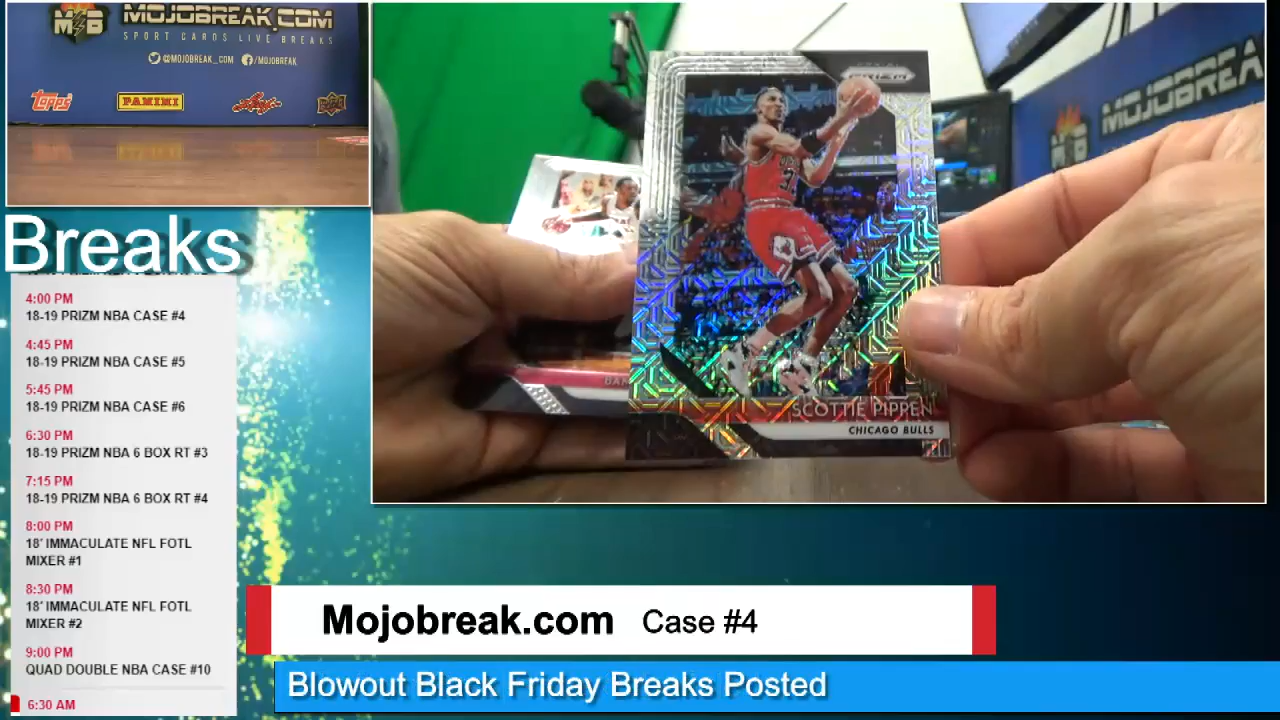 MOJOBREAK.COM
SPORT CARDS LIVE BREAKS
@MOJOBREAK_COM /MOJOBREAK
Topps PANINI Leaf
MOJOBREA
Breaks
4:00 PM
18-19 PRIZM NBA CASE #4
4:45 PM
18-19 PRIZM NBA CASE #5
5:45 PM
18-19 PRIZM NBA CASE #6
6:30 PM
18-19 PRIZM NBA 6 BOX RT #3
7:15 PM
18-19 PRIZM NBA 6 BOX RT #4
8:00 PM
18' IMMACULATE NFL FOTL
MIXER #1
8:30 PM
18' IMMACULATE NFL FOTL
MIXER #2
9:00 PM
QUAD DOUBLE NBA CASE #10
6:30 AM
PRIZM
SCOTTIE PIPPEN
CHICAGO BULLS
Mojobreak.com Case #4
Blowout Black Friday Breaks Posted